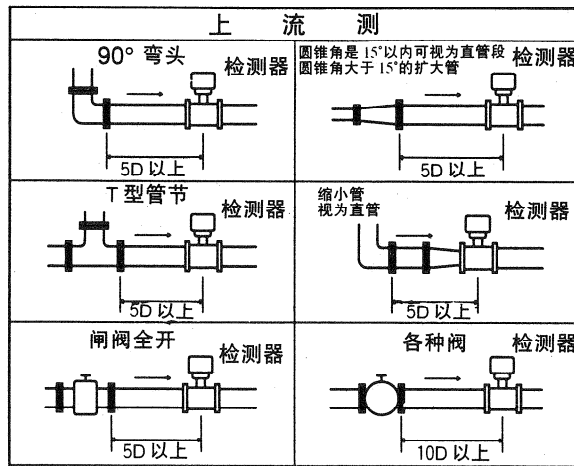 上 流 测
90° 弯头
检测器
5D 以上
圆锥角是 15°以内可视为直管段
圆锥角大于 15°的扩大管
检测器
5D 以上
T 型管节
检测器
5D 以上
缩小管
视为直管
检测器
5D 以上
闸阀全开
检测器
5D 以上
各种阀
检测器
10D 以上